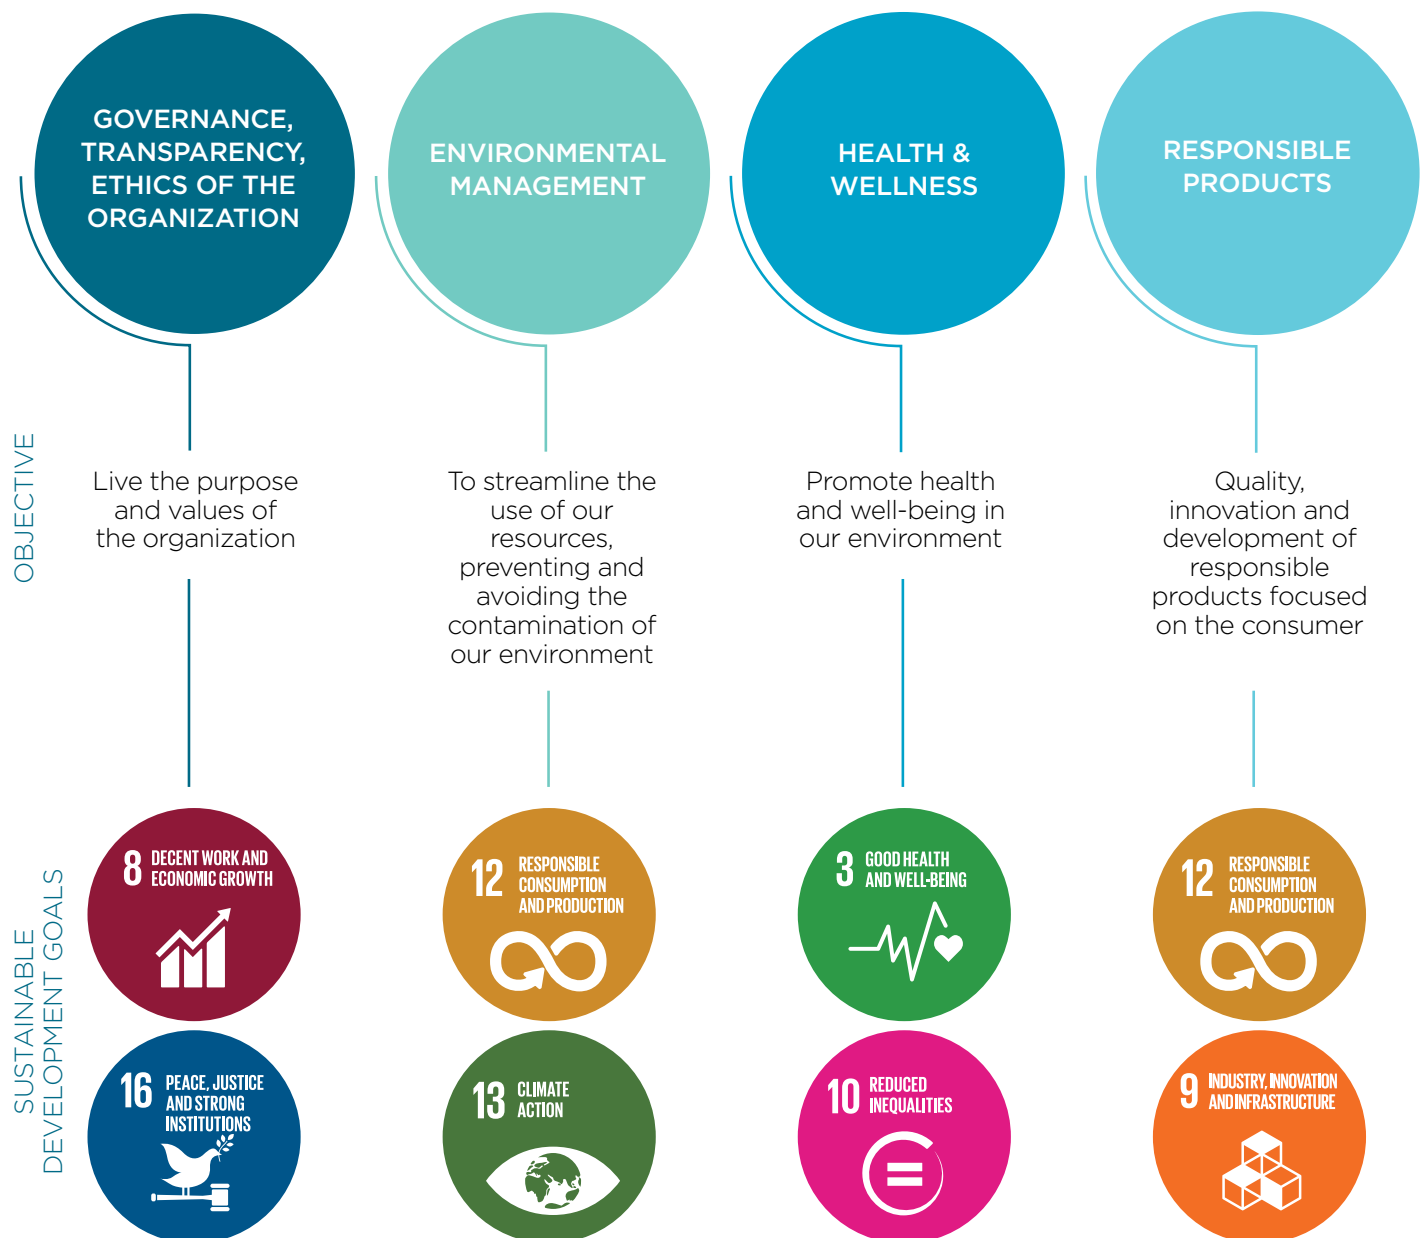 GOVERNANCE,
TRANSPARENCY,
ETHICS OF THE
ORGANIZATION
ENVIRONMENTAL
MANAGEMENT
HEALTH &
WELLNESS
RESPONSIBLE
PRODUCTS
OBJECTIVE
Live the purpose
and values of
the organization
To streamline the
use of our
resources,
preventing and
avoiding the
contamination of
our environment
Promote health
and well-being in
our environment
Quality,
innovation and
development of
responsible
products focused
on the consumer
SUSTAINABLE
DEVELOPMENT GOALS
8 DECENT WORK AND
ECONOMIC GROWTH
12 RESPONSIBLE
CONSUMPTION
AND PRODUCTION
3 GOOD HEALTH
AND WELL-BEING
12 RESPONSIBLE
CONSUMPTION
AND PRODUCTION
16 PEACE, JUSTICE
AND STRONG
INSTITUTIONS
13 CLIMATE
ACTION
10 REDUCED
INEQUALITIES
9 INDUSTRY, INNOVATION
AND INFRASTRUCTURE